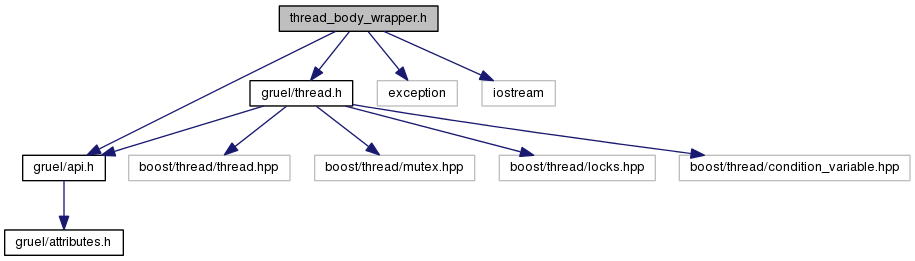 thread_body_wrapper.h
gruel/thread.h
exception
iostream
gruel/api.h
boost/thread/thread.hpp
boost/thread/mutex.hpp
boost/thread/locks.hpp
boost/thread/condition_variable.hpp
gruel/attributes.h